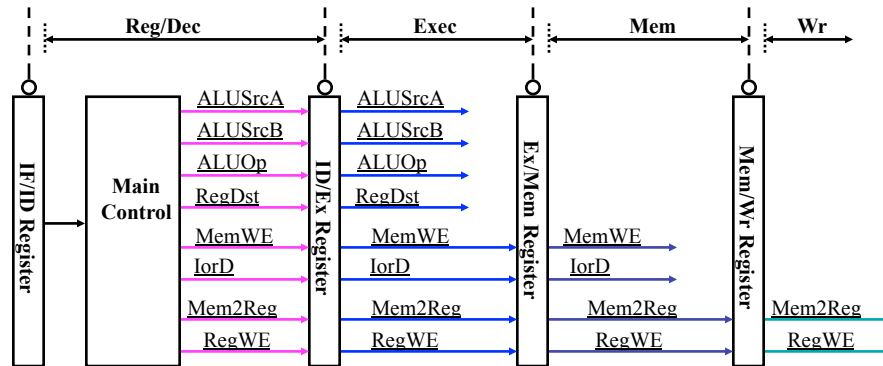 Reg/Dec Exec Mem Wr
IF/ID Register
Main
Control
ALUSrcA
ALUSrcB
ALUOp
RegDst
MemWE
IorD
Mem2Reg
RegWE
ID/Ex Register
ALUSrcA
ALUSrcB
ALUOp
RegDst
MemWE
IorD
Mem2Reg
RegWE
Ex/Mem Register
MemWE
IorD
Mem2Reg
RegWE
Mem/Wr Register
Mem2Reg
RegWE